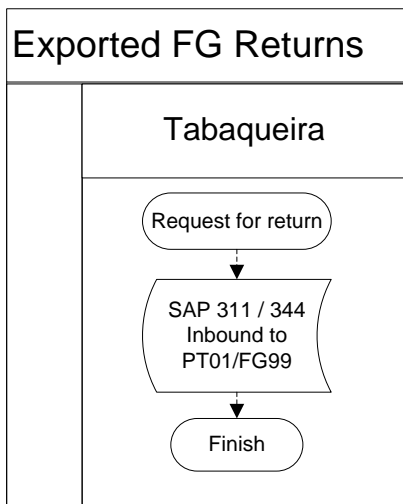 Exported FG Returns
Tabaqueira
Request for return
SAP 311 / 344
Inbound to
PT01/FG99
Finish